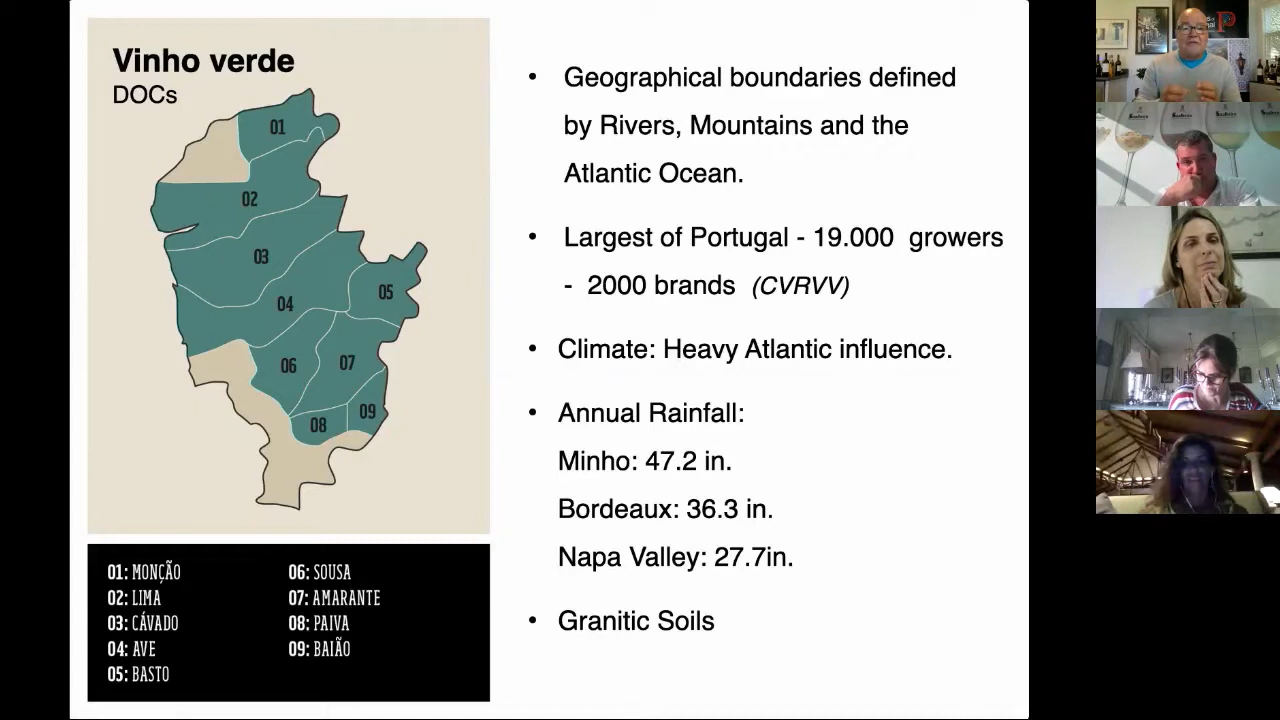 Vinho verde
DOCs
01
02
03
04
05
06
07
08
09
01: MONÇÃO
02: LIMA
03: CÁVADO
04: AVE
05: BASTO
06: SOUSA
07: AMARANTE
08: PAIVA
09: BAIÃO
• Geographical boundaries defined
by Rivers, Mountains and the
Atlantic Ocean.
• Largest of Portugal - 19.000 growers
- 2000 brands (CVRVV)
• Climate: Heavy Atlantic influence.
• Annual Rainfall:
Minho: 47.2 in.
Bordeaux: 36.3 in.
Napa Valley: 27.7in.
• Granitic Soils